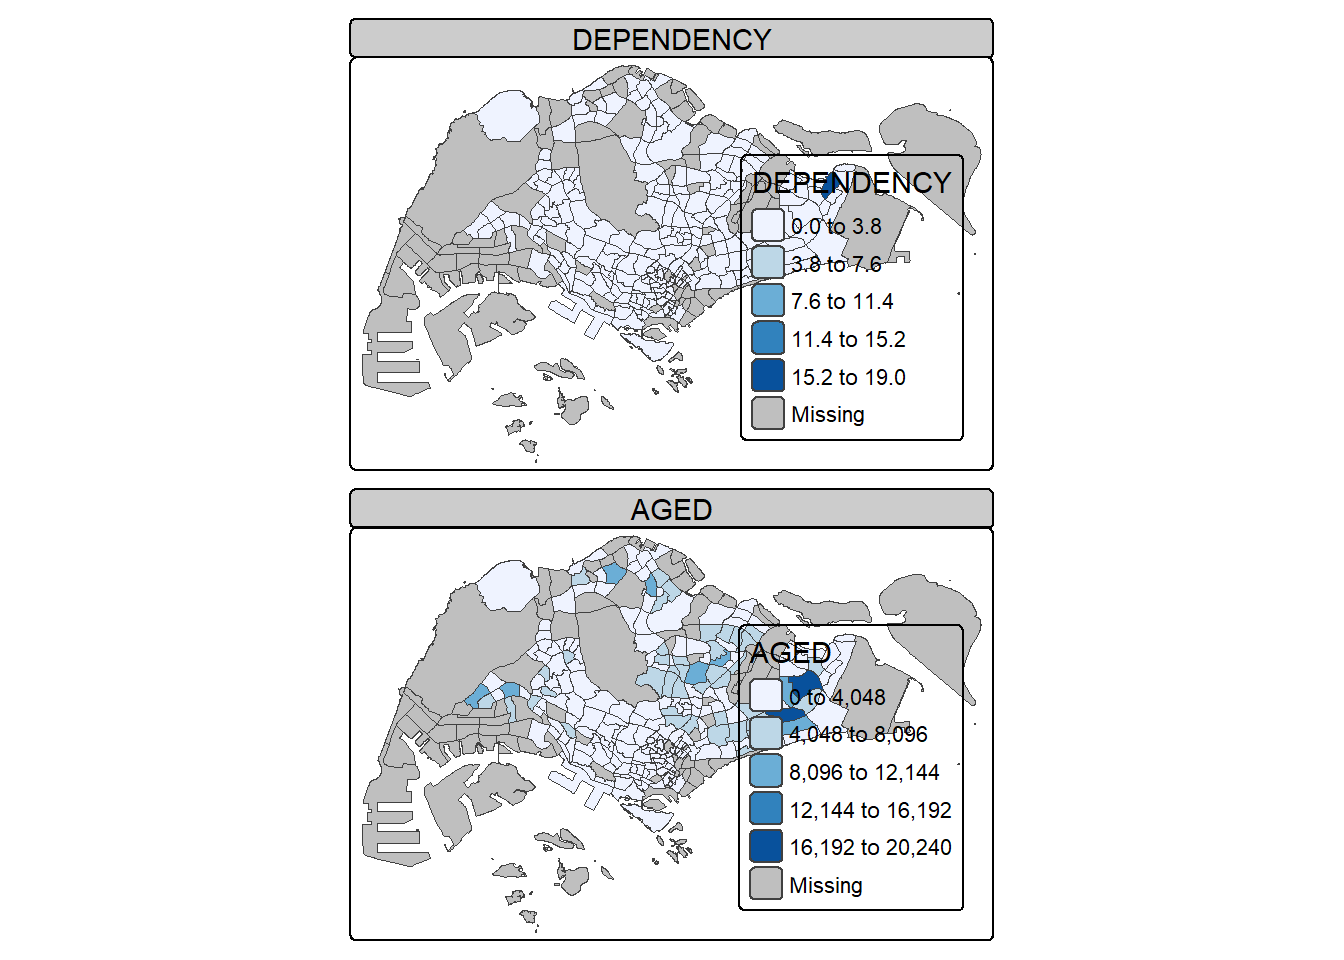 DEPENDENCY
DEPENDENCY
0.0 to 3.8
3.8 to 7.6
7.6 to 11.4
11.4 to 15.2
15.2 to 19.0
Missing
AGED
AGED
0 to 4,048
4,048 to 8,096
8,096 to 12,144
12,144 to 16,192
16,192 to 20,240
Missing